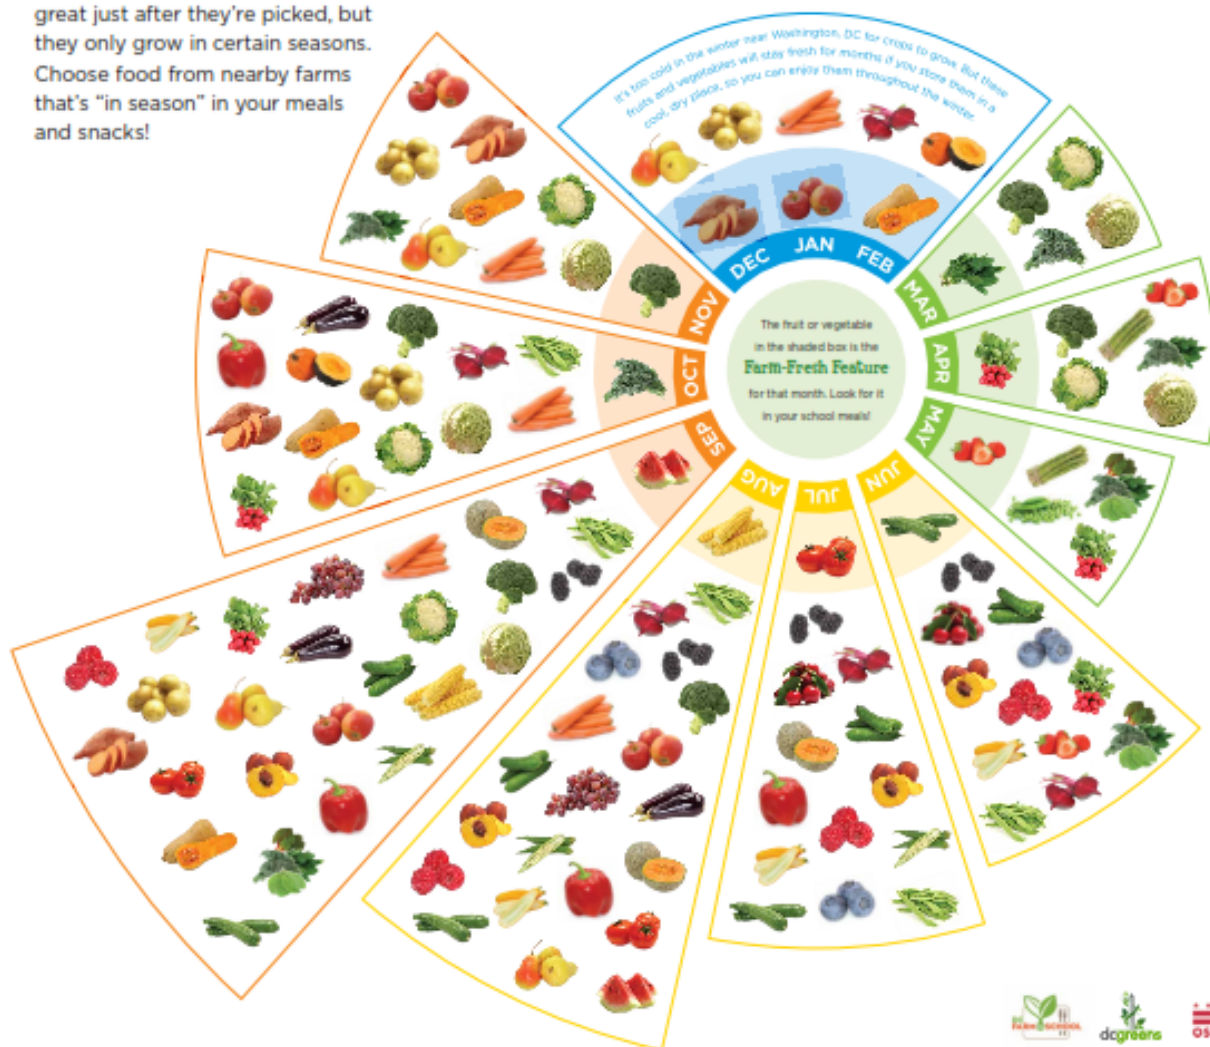 great just after they're picked, but
they only grow in certain seasons.
Choose food from nearby farms
that's “in season” in your meals
and snacks!
It's too cold in the winter near Washington, DC for crops to grow. But these
fruits and vegetables will stay fresh for months if you store them in a
cool, dry place, so you can enjoy them throughout the winter.
DEC
JAN
FEB
MAR
APR
MAY
JUN
JUL
AUG
SEP
OCT
NOV
The fruit or vegetable
in the shaded box is the
Farm-Fresh Feature
for that month. Look for it
in your school meals!
FARM SCHOOL
dcgreens
OS